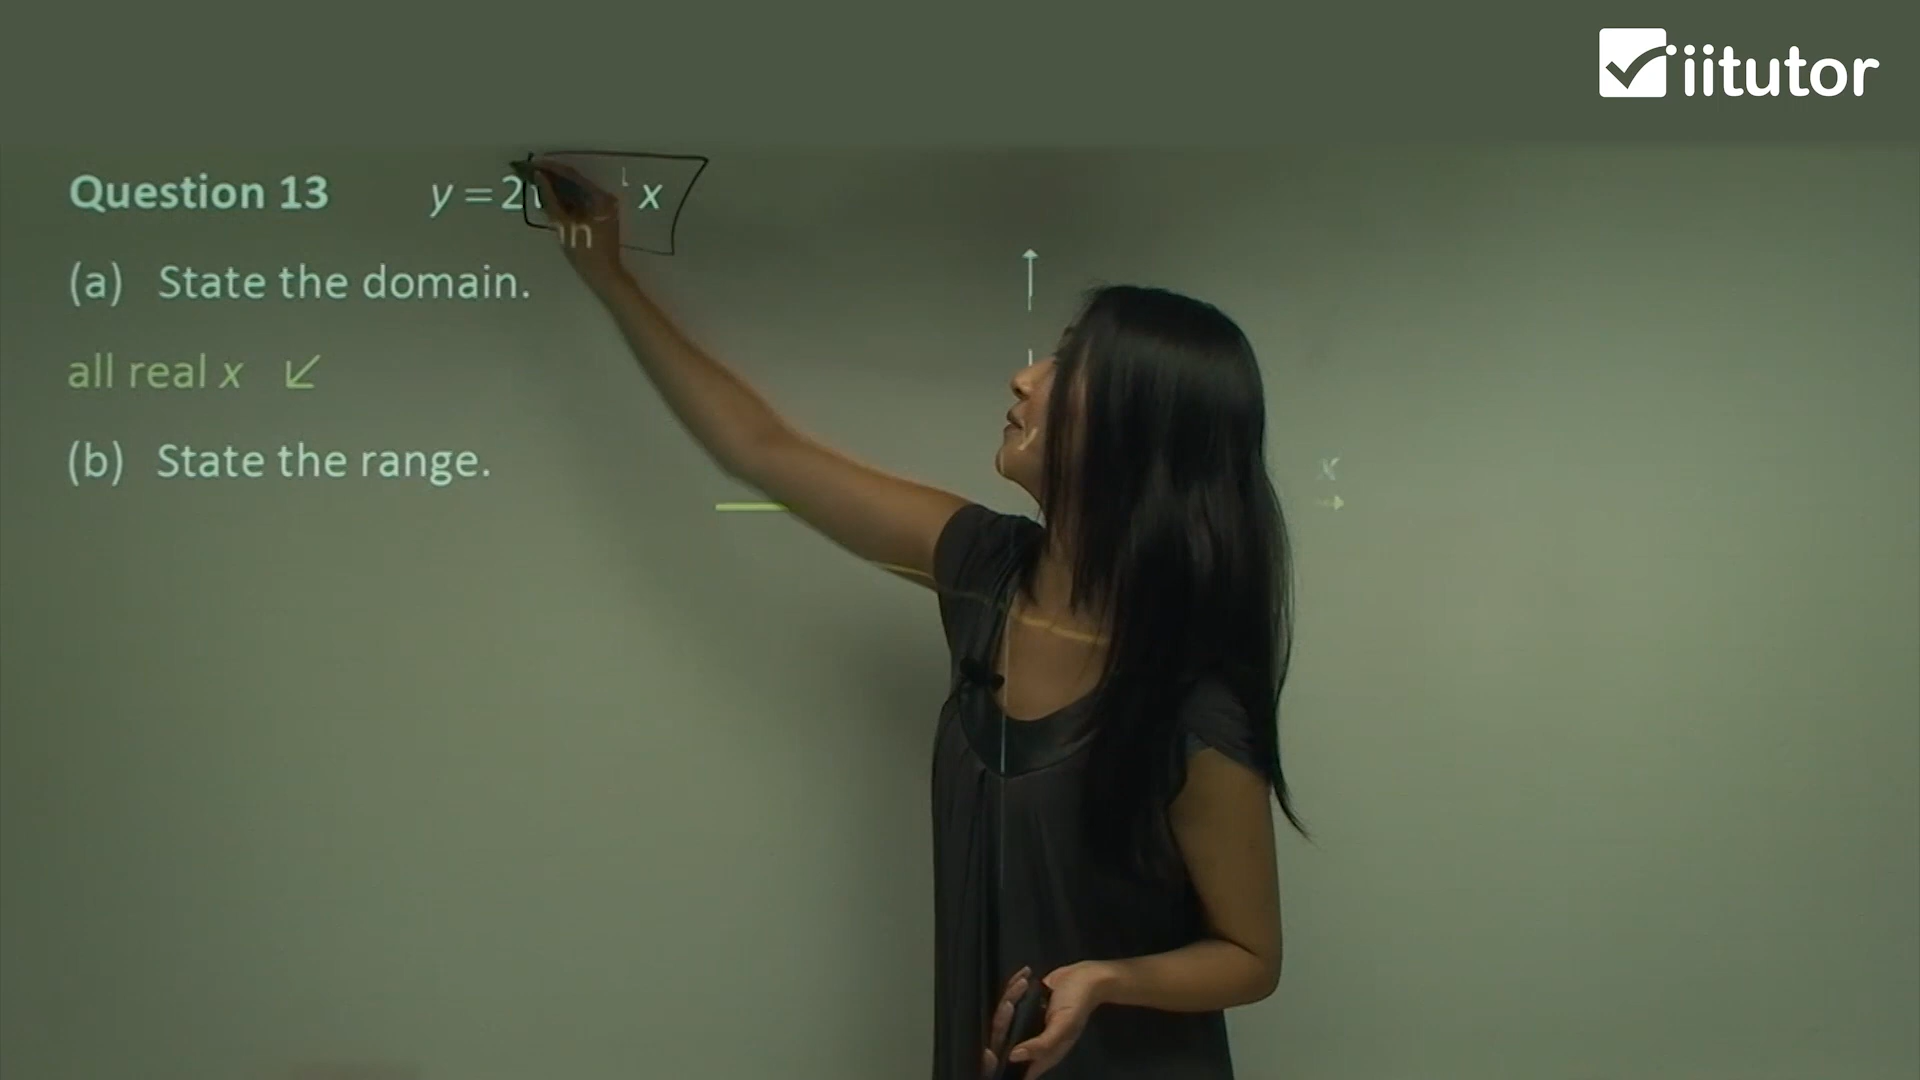 iitutor
Question 13 y = 2 x
(a) State the domain.
all real x
(b) State the range.
x